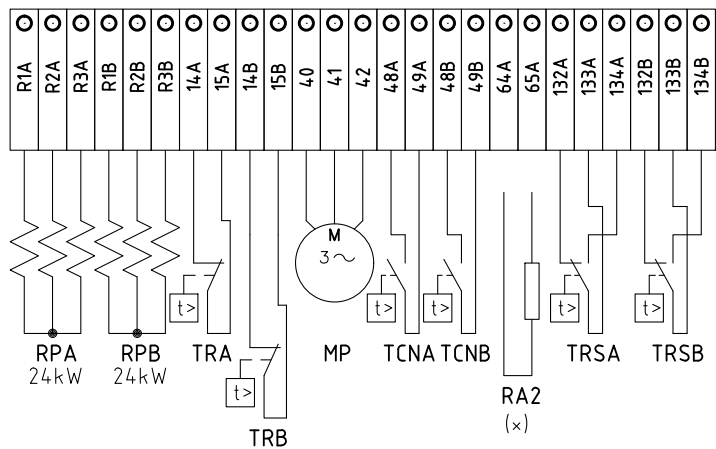 R1A R2A R3A R1B R2B R3B 14A 15A 14B 15B 40 41 42 48A 49A 48B 49B 64A 65A 132A 133A 134A 132B 133B 134B
M
3~
t> t> t> t> t>
RPA RPB TRA MP TCNA TCNB TRSA TRSB
24kW 24kW
t>
RA2
(x)
TRB